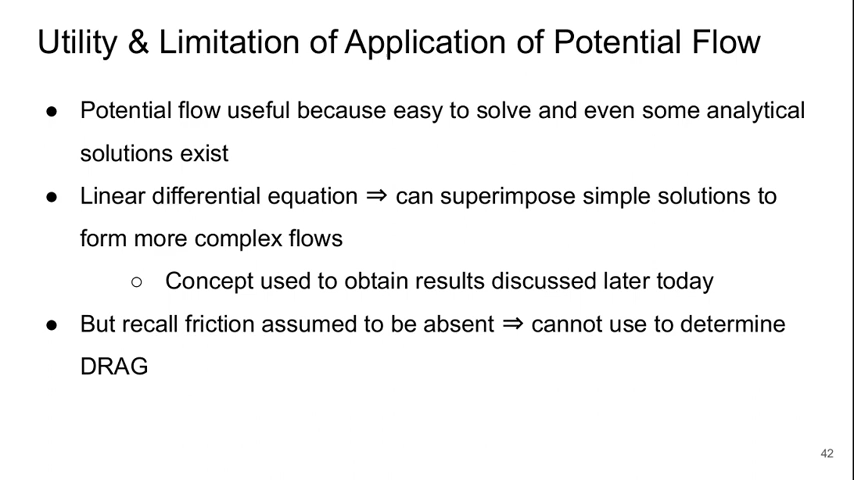 Utility & Limitation of Application of Potential Flow
● Potential flow useful because easy to solve and even some analytical
solutions exist
● Linear differential equation ⇒ can superimpose simple solutions to
form more complex flows
○ Concept used to obtain results discussed later today
● But recall friction assumed to be absent ⇒ cannot use to determine
DRAG
42